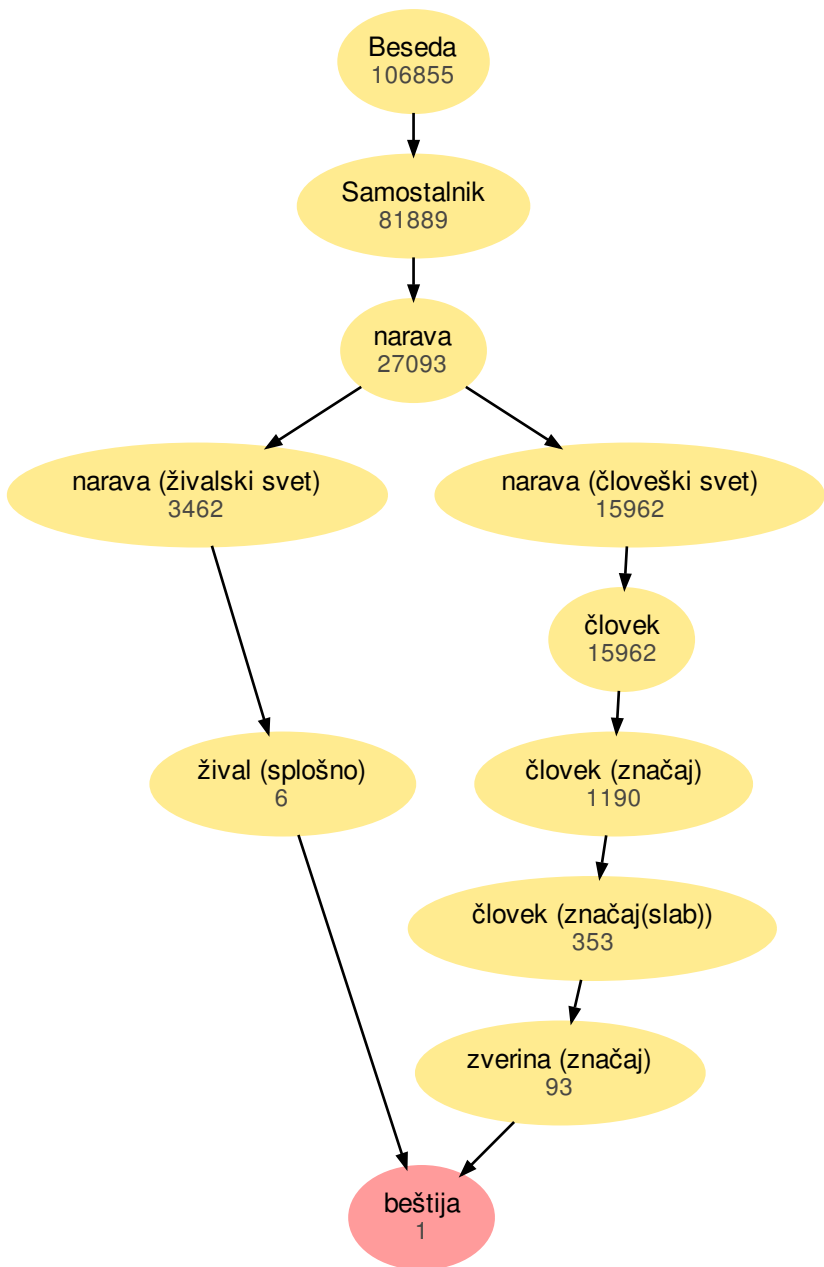 Beseda
106855
Samostalnik
81889
narava
27093
narava (živalski svet)
3462
narava (človeški svet)
15962
človek
15962
žival (splošno)
6
človek (značaj)
1190
človek (značaj(slab))
353
zverina (značaj)
93
beštija
1